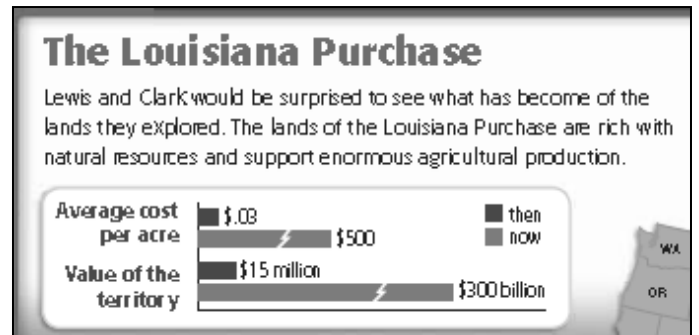 The Louisiana Purchase
Lewis and Clark would be surprised to see what has become of the
lands they explored. The lands of the Louisiana Purchase are rich with
natural resources and support enormous agricultural production.
Average cost
per acre
$.03
$500
then
now
Value of the
territory
$15 million
$300 billion
WA
OR